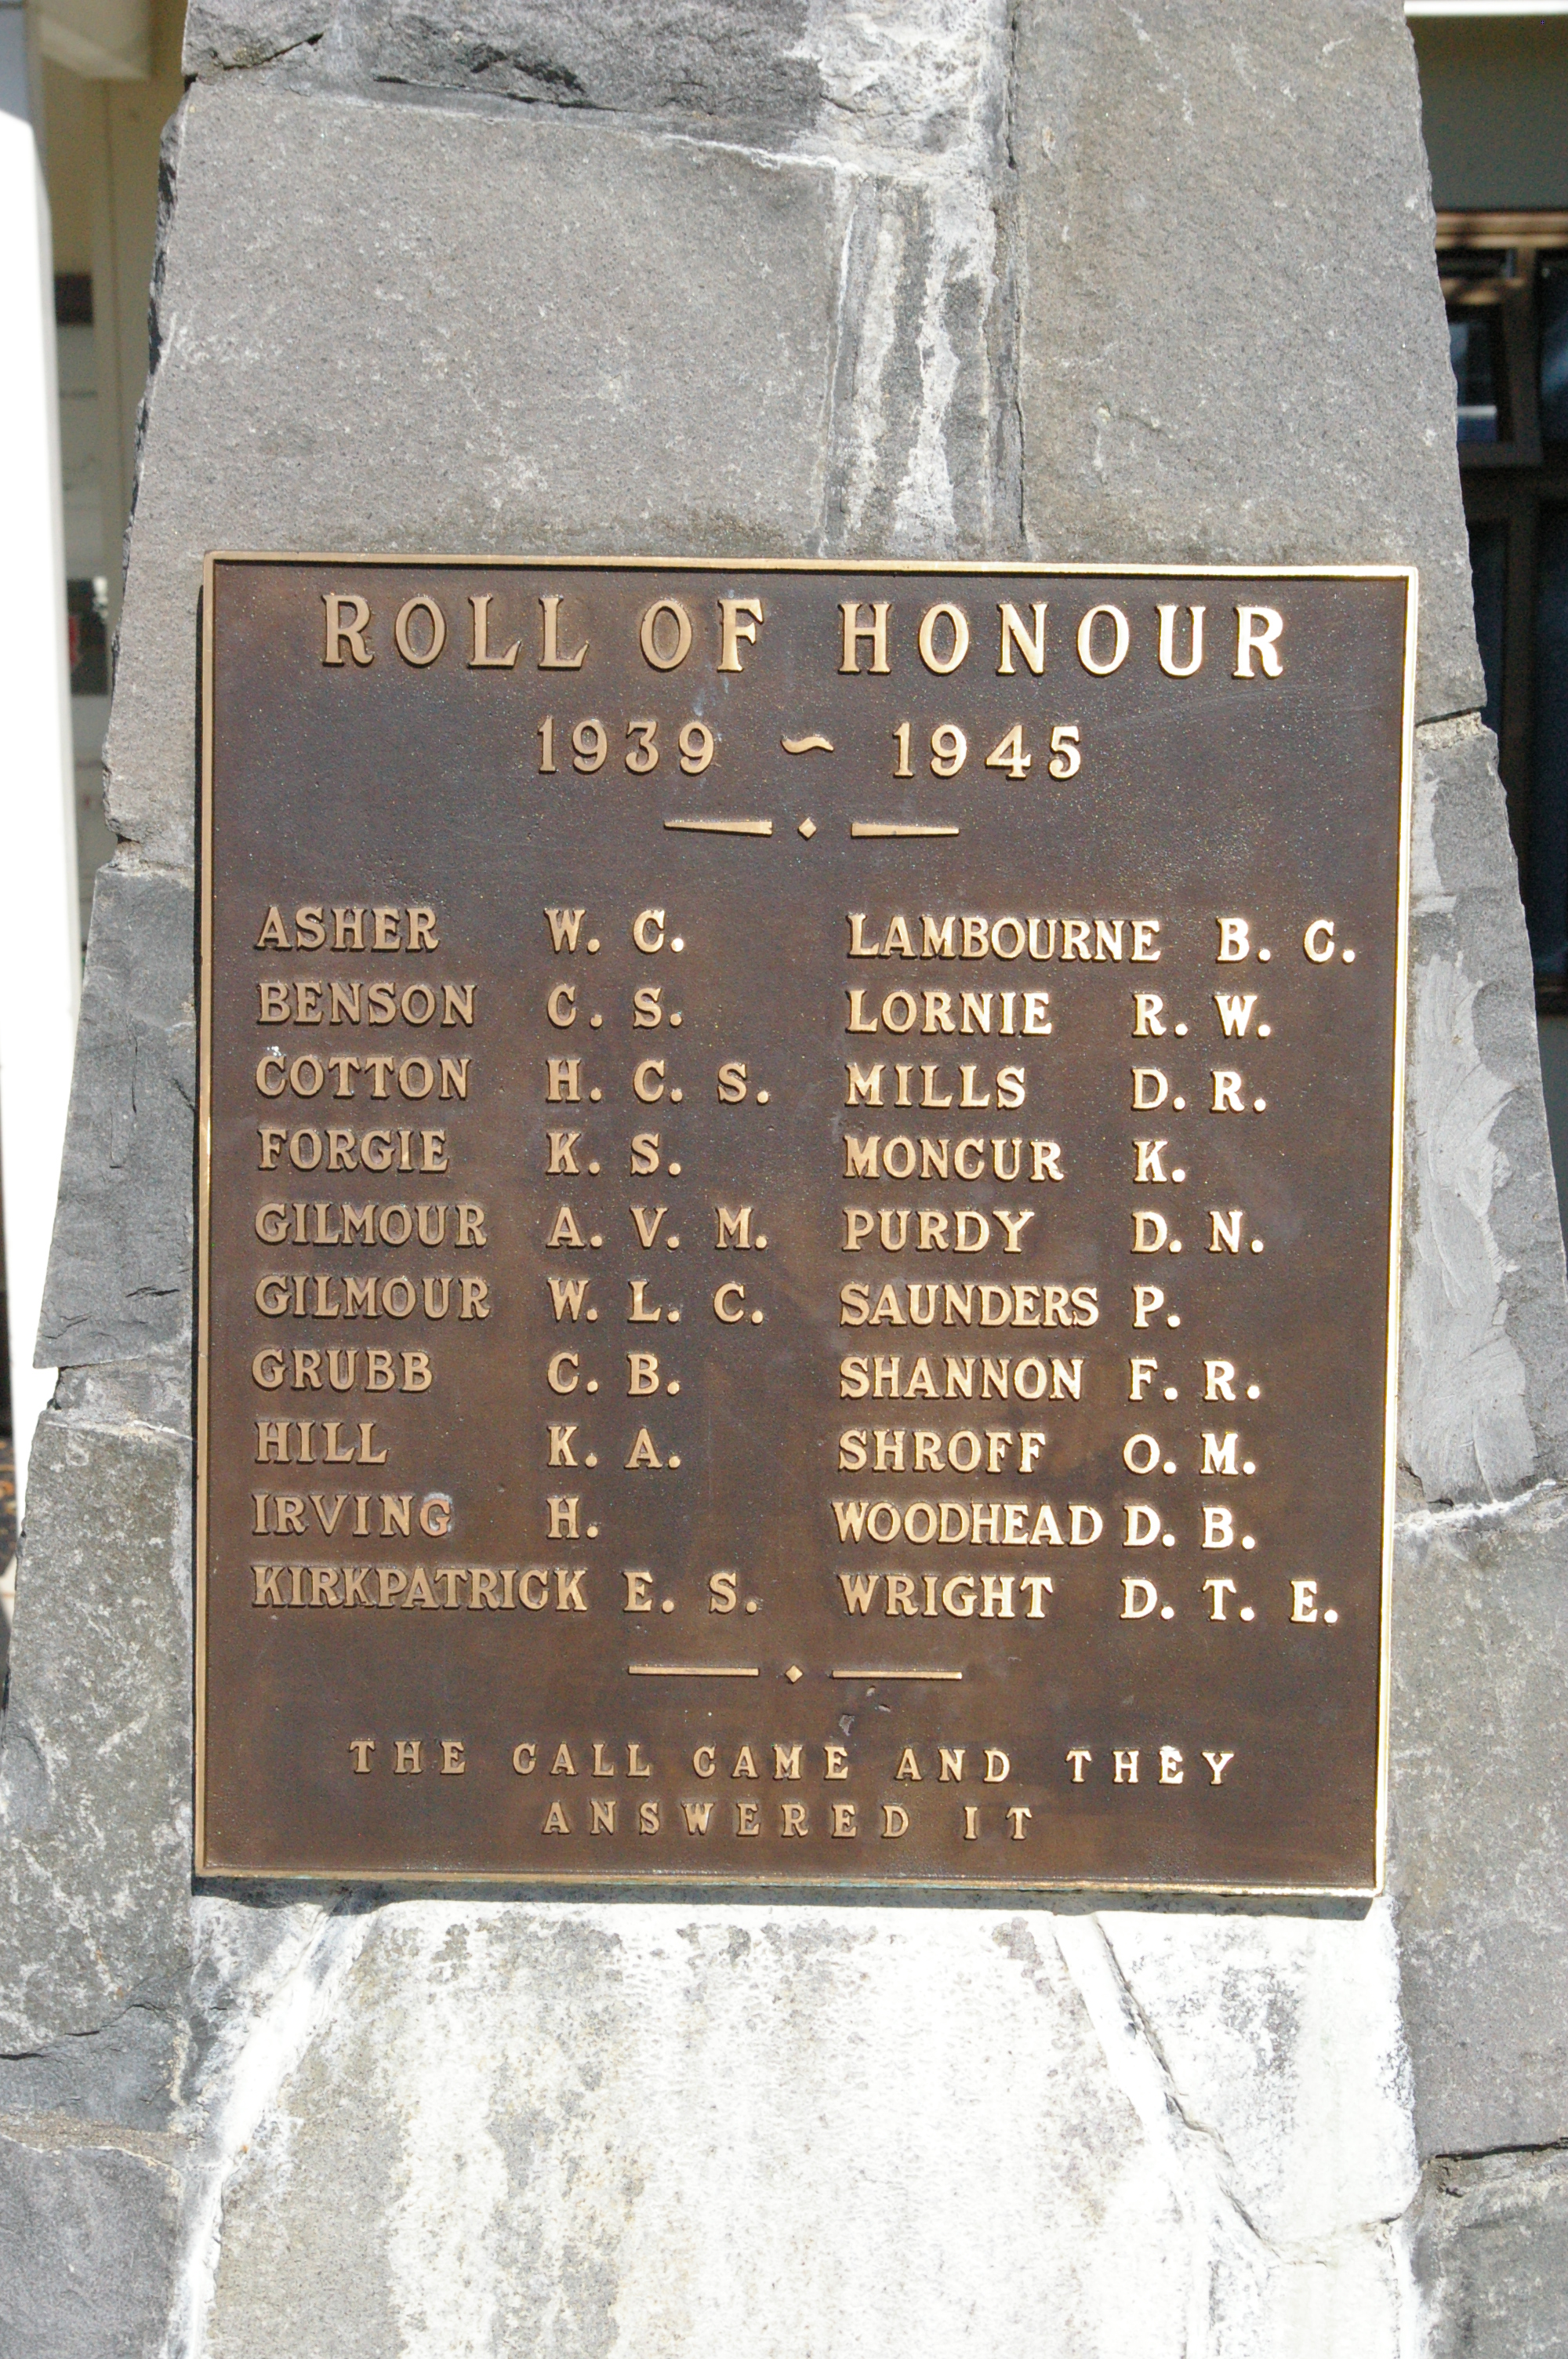 ROLL OF HONOUR
1939 ~ 1945
ASHER W. C.
BENSON C. S.
COTTON H. C. S.
FORGIE K. S.
GILMOUR A. V. M.
GILMOUR W. L. C.
GRUBB C. B.
HILL K. A.
IRVING H.
KIRKPATRICK E. S.
LAMBOURNE B. C.
LORNIE R. W.
MILLS D. R.
MONCUR K.
PURDY D. N.
SAUNDERS P.
SHANNON F. R.
SHROFF O. M.
WOODHEAD D. B.
WRIGHT D. T. E.
THE CALL CAME AND THEY
ANSWERED IT